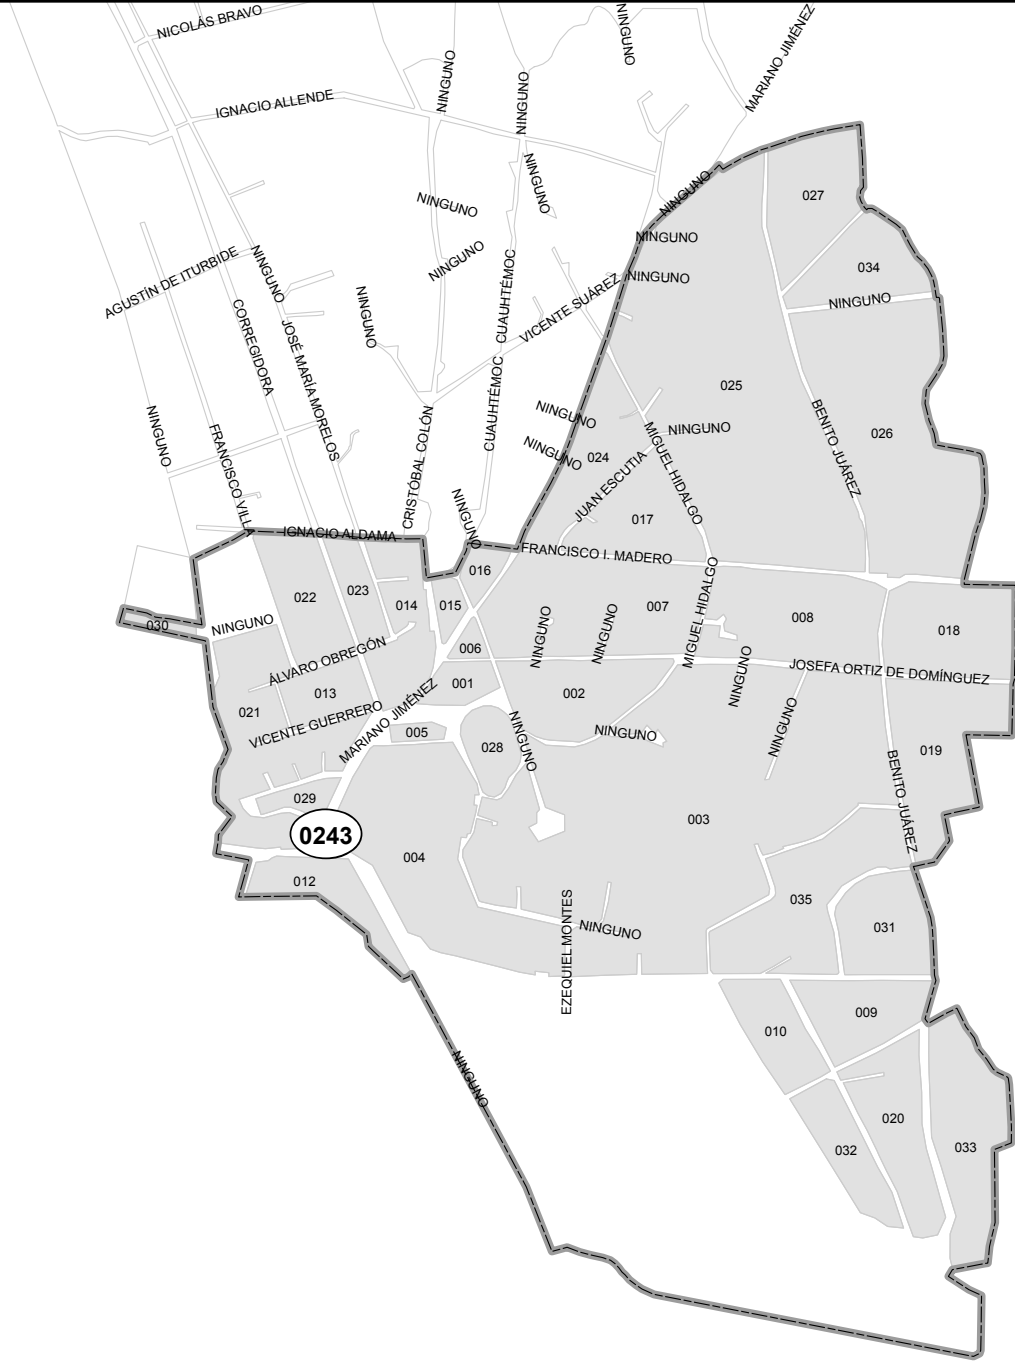 NICOLÁS BRAVO
NINGUNO
MARIANO JIMÉNEZ
NINGUNO
IGNACIO ALLENDE
NINGUNO
NINGUNO
NINGUNO
NINGUNO
027
NINGUNO
NINGUNO
AGUSTÍN DE ITURBIDE
NINGUNO
034
NINGUNO
NINGUNO
CUAUHTÉMOC
VICENTE SUÁREZ
NINGUNO
CORREGIDORA
JOSÉ MARÍA MORELOS
025
CUAUHTÉMOC
NINGUNO
CRISTÓBAL COLÓN
NINGUNO
FRANCISCO VILLA
NINGUNO
NINGUNO
024
JUAN ESCUTIA
MIGUEL HIDALGO
BENITO JUÁREZ
026
NINGUNO
017
IGNACIO ALDAMA
FRANCISCO I. MADERO
016
022
023
014
015
007
MIGUEL HIDALGO
008
018
030
NINGUNO
NINGUNO
NINGUNO
006
ÁLVARO OBREGÓN
NINGUNO
JOSEFA ORTIZ DE DOMÍNGUEZ
013
001
002
021
VICENTE GUERRERO
MARIANO JIMÉNEZ
005
028
NINGUNO
NINGUNO
NINGUNO
019
BENITO JUÁREZ
029
0243
003
004
012
035
EZEQUIEL MONTES
NINGUNO
031
010
009
NINGUNO
020
032
033